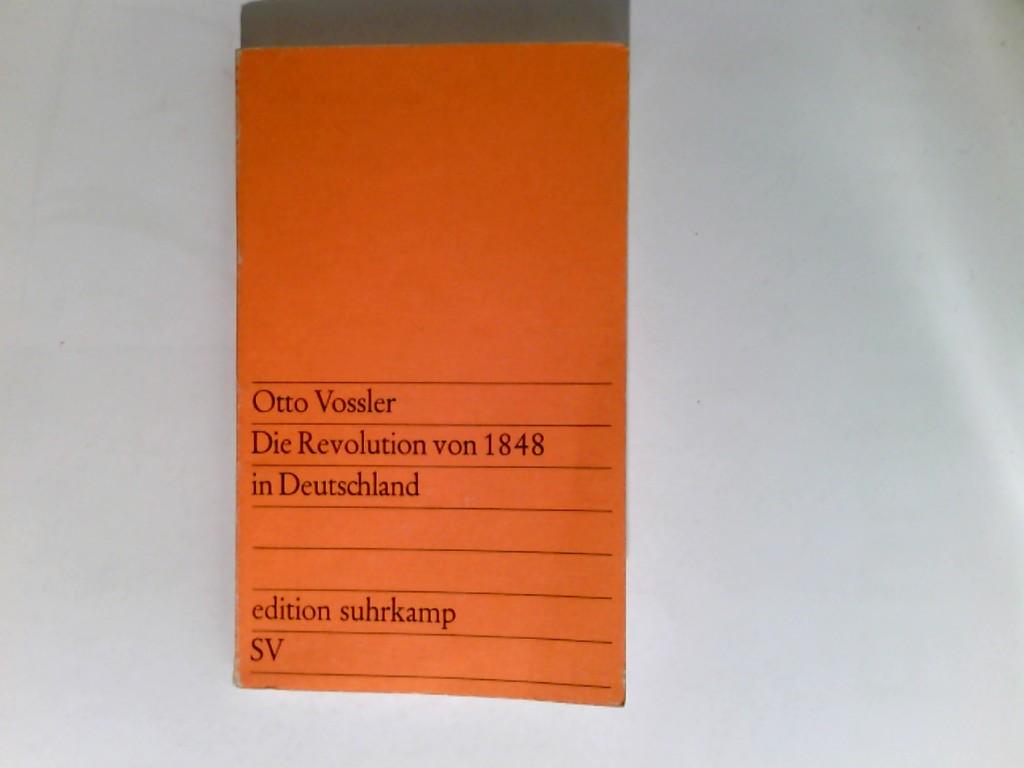 Otto Vossler
Die Revolution von 1848
in Deutschland
edition suhrkamp
SV